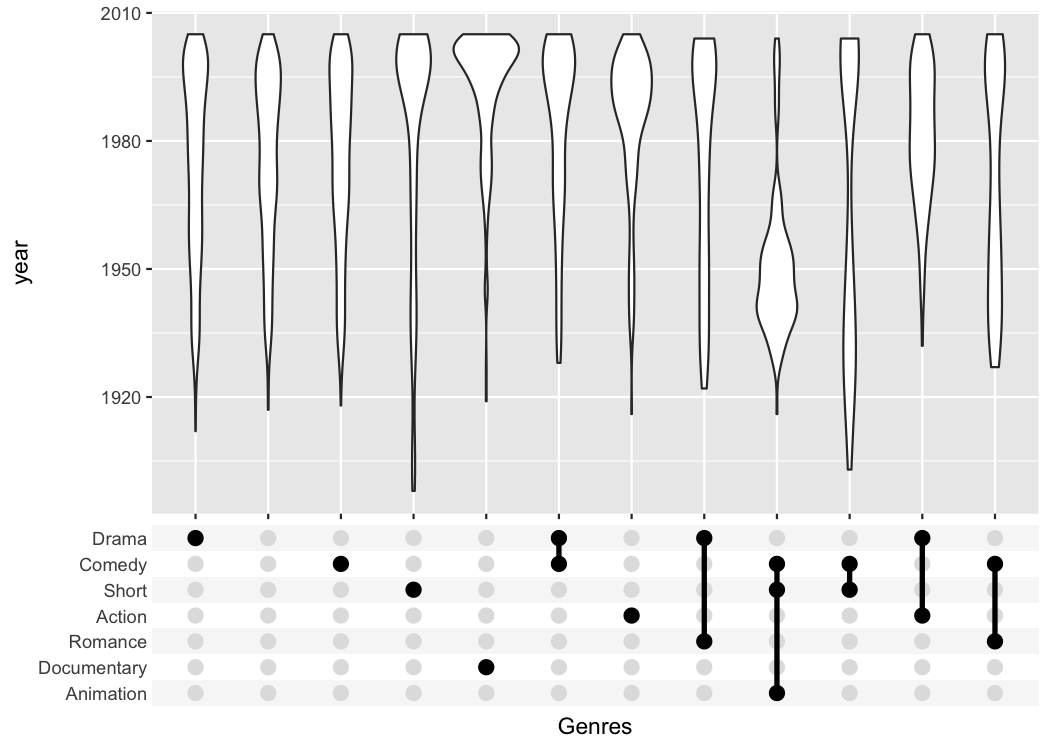 2010
1980
1950
1920
year
Drama
Comedy
Short
Action
Romance
Documentary
Animation
Genres